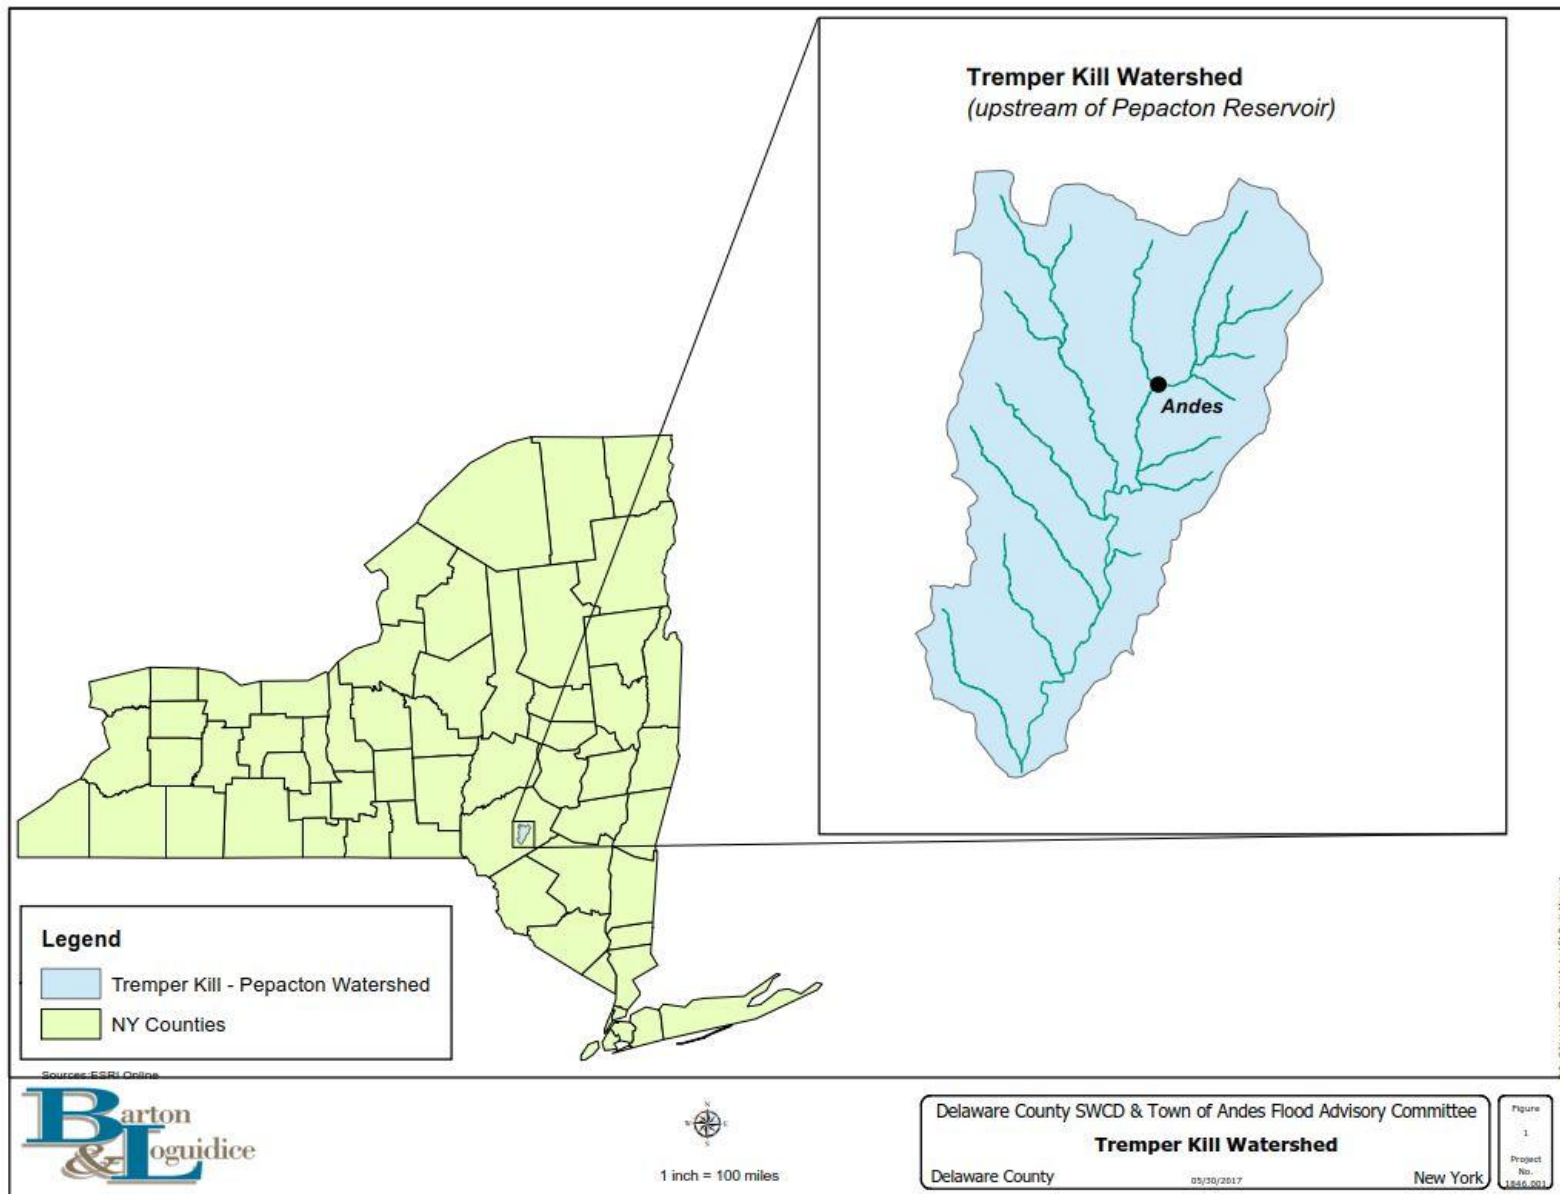 Tremper Kill Watershed
(upstream of Pepacton Reservoir)
Andes
Legend
Tremper Kill - Pepacton Watershed
NY Counties
Sources:ESRI Online
Barton
& Loguidice
N
W E
S
1 inch = 100 miles
Delaware County SWCD & Town of Andes Flood Advisory Committee
Tremper Kill Watershed
Delaware County 05/30/2017 New York
Figure
1
Project
No.
1846.001